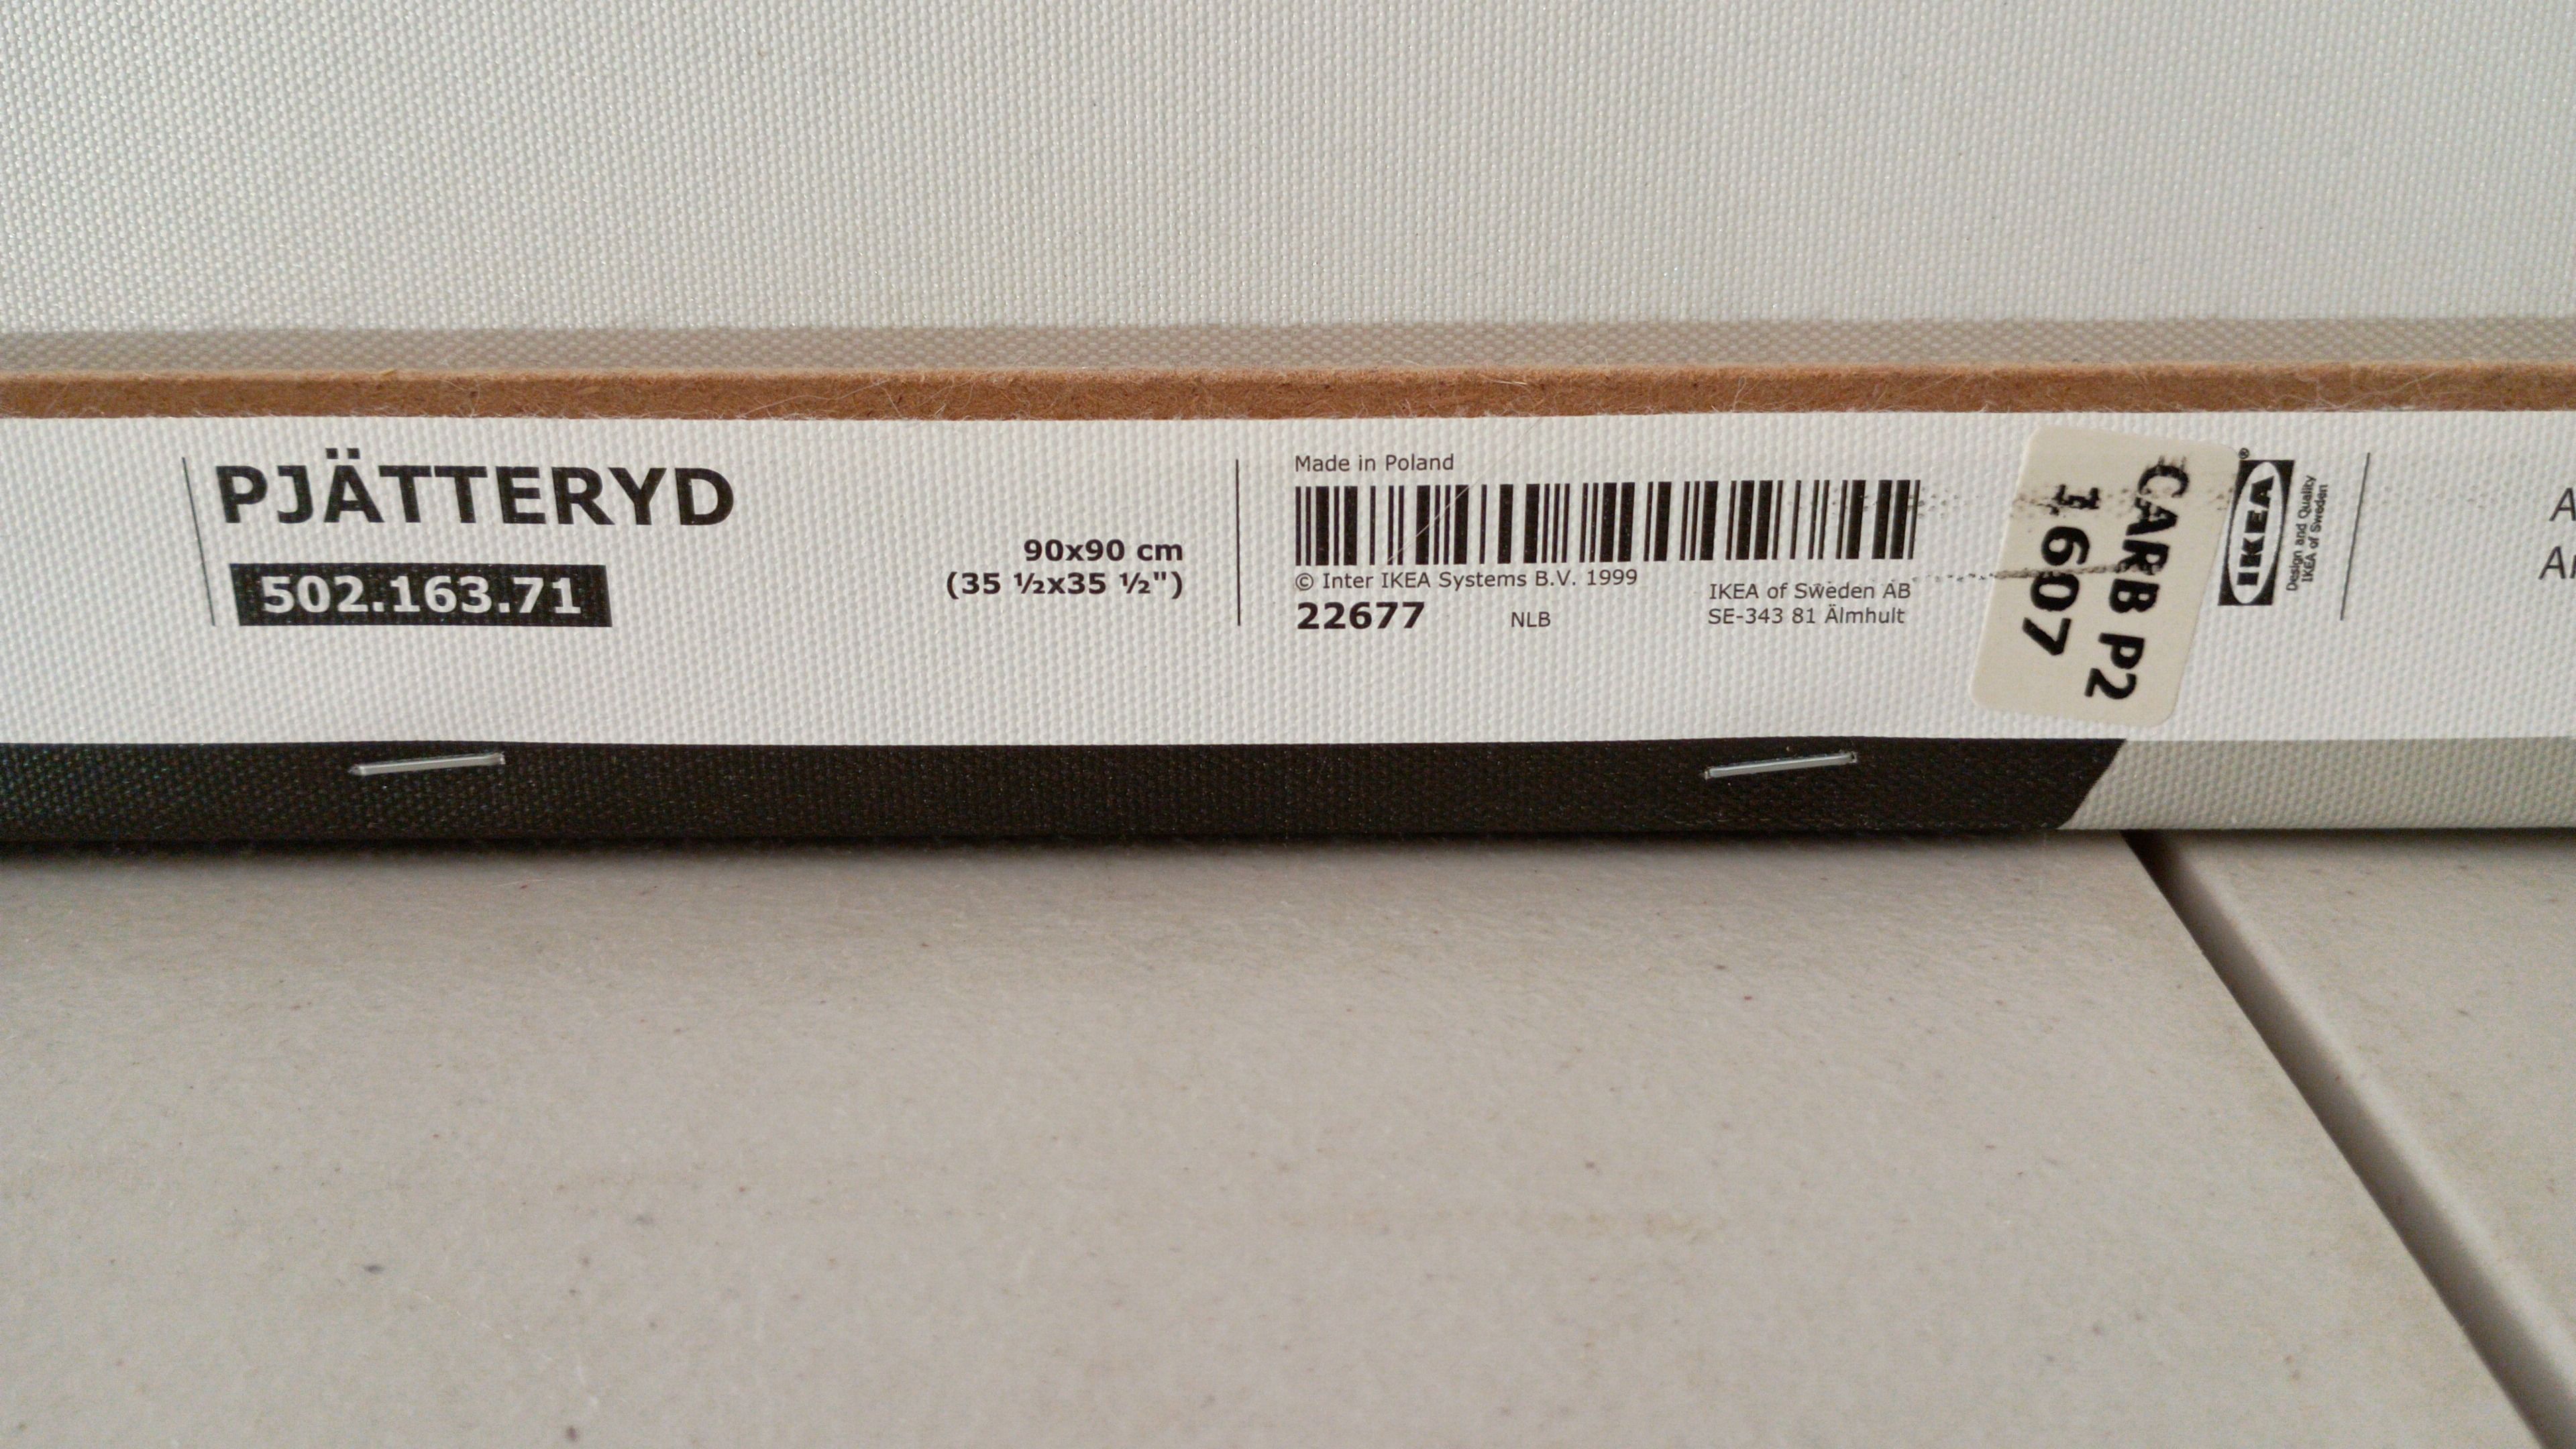 PJÄTTERYD
502.163.71
90x90 cm
(35 ½x35 ½")
Made in Poland
© Inter IKEA Systems B.V. 1999
22677
NLB
IKEA of Sweden AB
SE-343 81 Älmhult
CARB P2
1607
IKEA®
Design and Quality
IKEA of Sweden